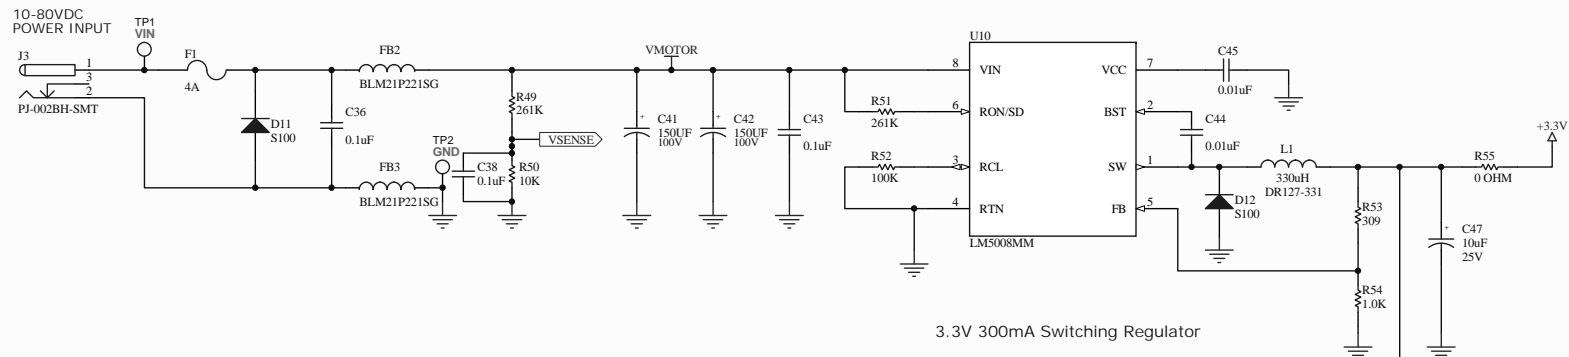 10-80VDC
POWER INPUT
TP1
VIN
J3
1
3
2
PJ-002BH-SMT
F1
4A
D11
S100
C36
0.1uF
FB2
BLM21P221SG
FB3
BLM21P221SG
TP2
GND
C38
0.1uF
R49
261K
VSENSE
R50
10K
VMOTOR
+
C41
150UF
100V
+
C42
150UF
100V
C43
0.1uF
R51
261K
R52
100K
U10
8
VIN
6
RON/SD
3
RCL
4
RTN
VCC
7
BST
2
SW
1
FB
5
LM5008MM
C45
0.01uF
C44
0.01uF
D12
S100
L1
330uH
DR127-331
R53
309
R54
1.0K
+
C47
10uF
25V
R55
0 OHM
+3.3V
3.3V 300mA Switching Regulator